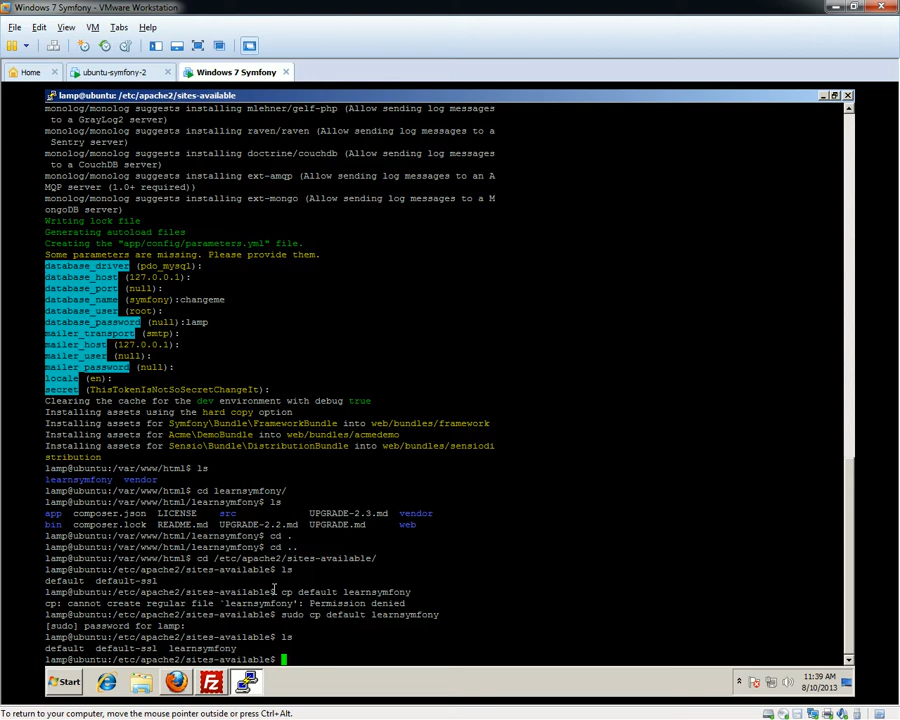 Windows 7 Symfony - VMware Workstation
File Edit View VM Tabs Help
Home ubuntu-symfony-2 Windows 7 Symfony
lamp@ubuntu: /etc/apache2/sites-available
monolog/monolog suggests installing mlehner/gelf-php (Allow sending log messages
to a GrayLog2 server)
monolog/monolog suggests installing raven/raven (Allow sending log messages to a
Sentry server)
monolog/monolog suggests installing doctrine/couchdb (Allow sending log messages
to a CouchDB server)
monolog/monolog suggests installing ext-amqp (Allow sending log messages to an A
MQP server (1.0+ required))
monolog/monolog suggests installing ext-mongo (Allow sending log messages to a M
ongoDB server)
Writing lock file
Generating autoload files
Creating the "app/config/parameters.yml" file.
Some parameters are missing. Please provide them.
database_driver (pdo_mysql):
database_host (127.0.0.1):
database_port (null):
database_name (symfony):changeme
database_user (root):
database_password (null):lamp
mailer_transport (smtp):
mailer_host (127.0.0.1):
mailer_user (null):
mailer_password (null):
locale (en):
secret (ThisTokenIsNotSoSecretChangeIt):
Clearing the cache for the dev environment with debug true
Installing assets using the hard copy option
Installing assets for Symfony\Bundle\FrameworkBundle into web/bundles/framework
Installing assets for Acme\DemoBundle into web/bundles/acmedemo
Installing assets for Sensio\Bundle\DistributionBundle into web/bundles/sensiodi
stribution
lamp@ubuntu:/var/www/html$ ls
learnsymfony vendor
lamp@ubuntu:/var/www/html$ cd learnsymfony/
lamp@ubuntu:/var/www/html/learnsymfony$ ls
app composer.json LICENSE src UPGRADE-2.3.md vendor
bin composer.lock README.md UPGRADE-2.2.md UPGRADE.md web
lamp@ubuntu:/var/www/html/learnsymfony$ cd .
lamp@ubuntu:/var/www/html/learnsymfony$ cd ..
lamp@ubuntu:/var/www/html$ cd /etc/apache2/sites-available/
lamp@ubuntu:/etc/apache2/sites-available$ ls
default default-ssl
lamp@ubuntu:/etc/apache2/sites-available$ cp default learnsymfony
cp: cannot create regular file `learnsymfony': Permission denied
lamp@ubuntu:/etc/apache2/sites-available$ sudo cp default learnsymfony
[sudo] password for lamp:
lamp@ubuntu:/etc/apache2/sites-available$ ls
default default-ssl learnsymfony
lamp@ubuntu:/etc/apache2/sites-available$
Start
11:39 AM
8/10/2013
To return to your computer, move the mouse pointer outside or press Ctrl+Alt.